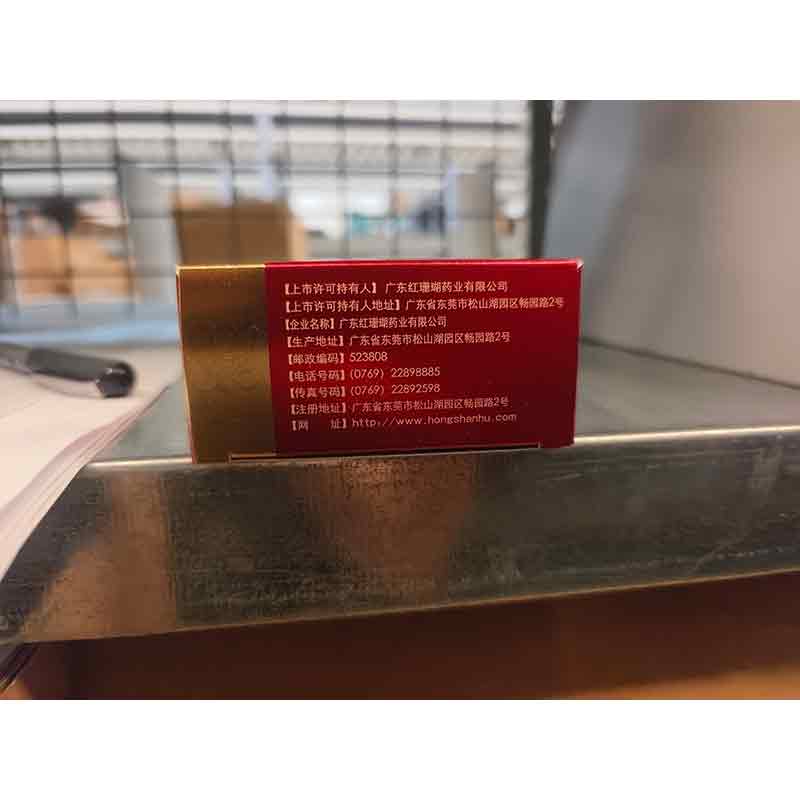 【上市许可持有人】广东红珊瑚药业有限公司
【上市许可持有人地址】广东省东莞市松山湖园区畅园路2号
【企业名称】广东红珊瑚药业有限公司
【生产地址】广东省东莞市松山湖园区畅园路2号
【邮政编码】523808
【电话号码】(0769) 22898885
【传真号码】(0769) 22892598
【注册地址】广东省东莞市松山湖园区畅园路2号
【网 址】http://www.hongshanhu.com